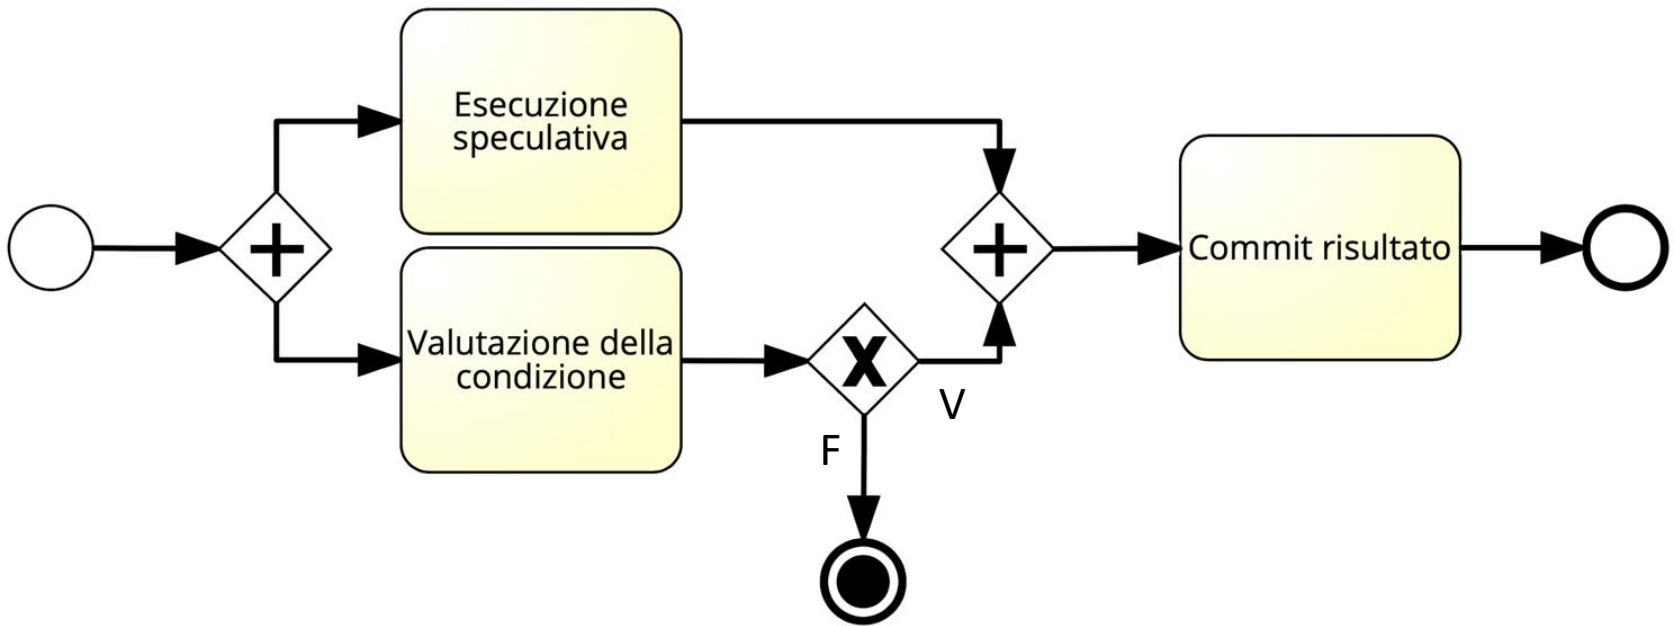 Esecuzione
speculativa
Valutazione della
condizione
X
V
F
Commit risultato